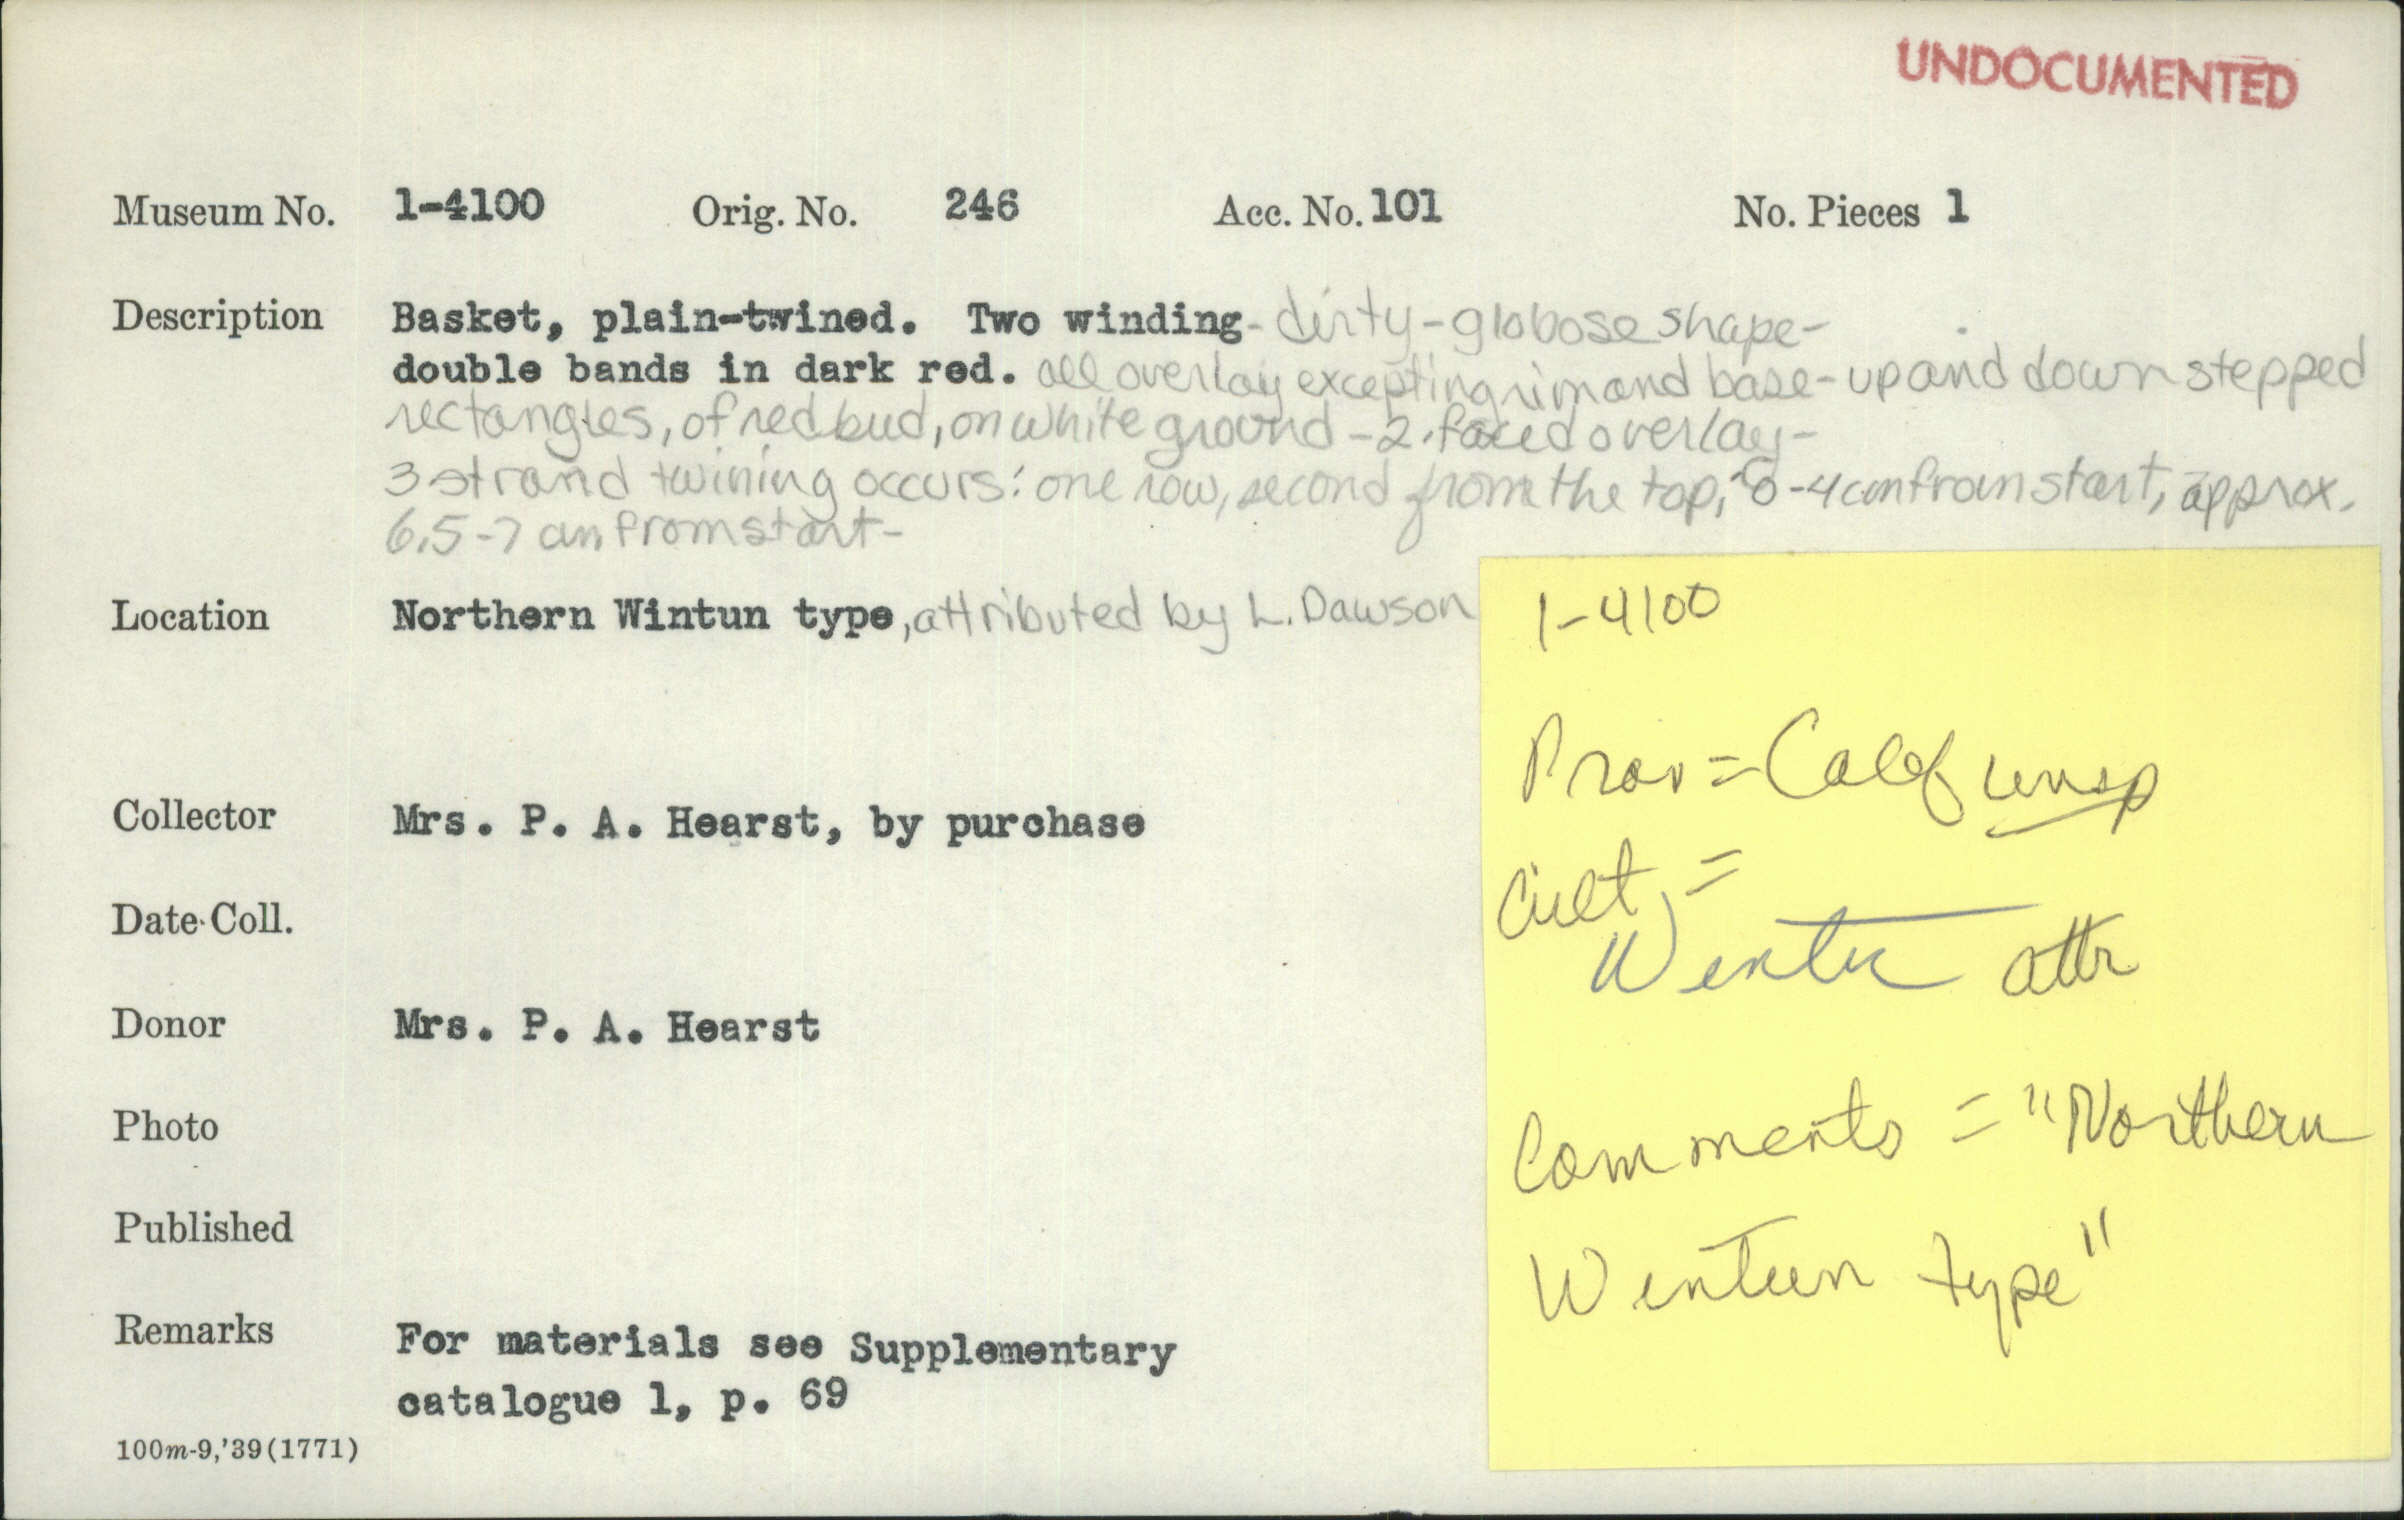 UNDOCUMENTED
Museum No. 1-4100 Orig. No. 246 Acc. No. 101 No. Pieces 1
Description Basket, plain-twined. Two winding - dirty - globose shape -
double bands in dark red. all overlay excepting rim and base - up and down stepped
rectangles, of redbud, on white ground - 2-faced overlay -
3 strand twining occurs: one row, second from the top; 0-4 cm from start, approx.
6.5-7 cm from start -
Location Northern Wintun type, attributed by L. Dawson
Collector Mrs. P. A. Hearst, by purchase
Date Coll.
Donor Mrs. P. A. Hearst
Photo
Published
Remarks For materials see Supplementary
catalogue 1, p. 69
100m-9,'39(1771)
1-4100
Prov = Calif unsp
Cult =
Wintu attr
Comments = "Northern
Wintun type"